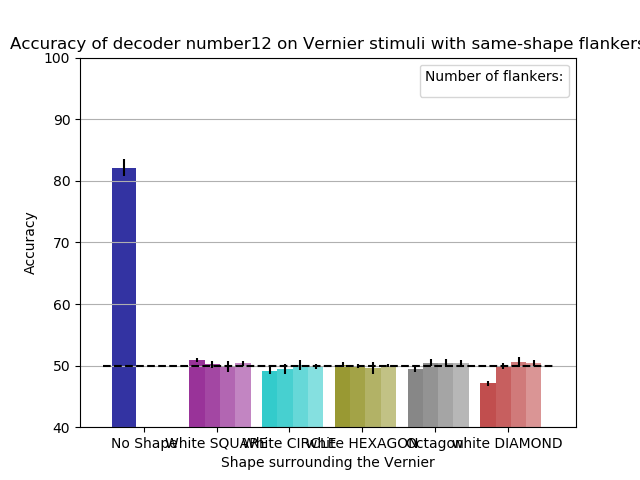 Accuracy of decoder number12 on Vernier stimuli with same-shape flankers
Number of flankers:
100
90
80
70
60
50
40
Accuracy
No Shape
White SQUARE
White CIRCLE
White HEXAGON
Octagon
white DIAMOND
Shape surrounding the Vernier